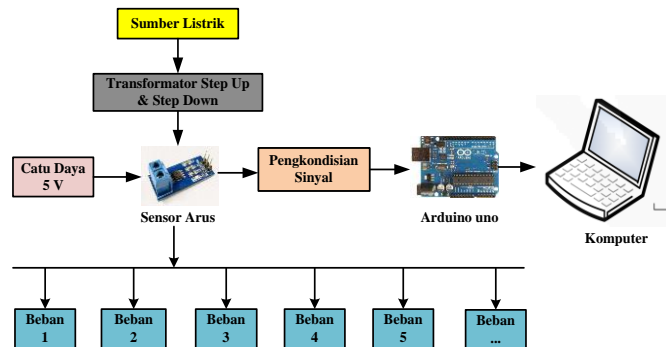 Sumber Listrik
Transformator Step Up
& Step Down
Catu Daya
5 V
Sensor Arus
Pengkondisian
Sinyal
Arduino uno
Komputer
Beban
1
Beban
2
Beban
3
Beban
4
Beban
5
Beban
...